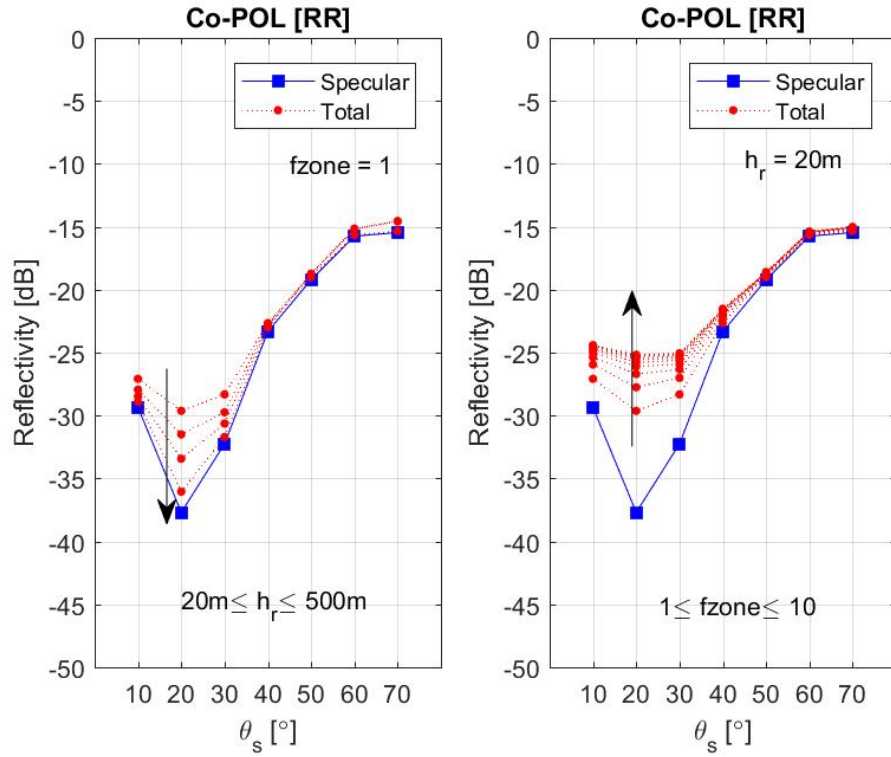 Co-POL [RR]
0
-5
-10
-15
-20
-25
-30
-35
-40
-45
-50
Reflectivity [dB]
Specular
Total
fzone = 1
20m≤ h_r≤ 500m
10 20 30 40 50 60 70
θ_s [°]
Co-POL [RR]
0
-5
-10
-15
-20
-25
-30
-35
-40
-45
-50
Reflectivity [dB]
Specular
Total
h_r = 20m
1≤ fzone≤ 10
10 20 30 40 50 60 70
θ_s [°]